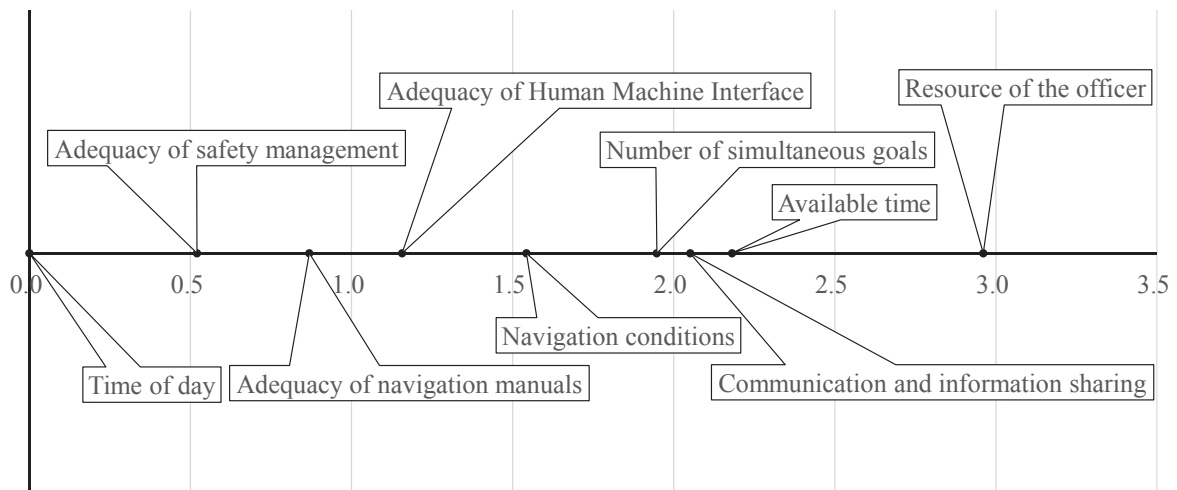 Resource of the officer
Adequacy of Human Machine Interface
Adequacy of safety management
Number of simultaneous goals
Available time
0.0 0.5 1.0 1.5 2.0 2.5 3.0 3.5
Navigation conditions
Time of day
Adequacy of navigation manuals
Communication and information sharing